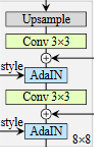 Upsample
Conv 3×3
style
AdaIN
Conv 3×3
style
AdaIN
8×8